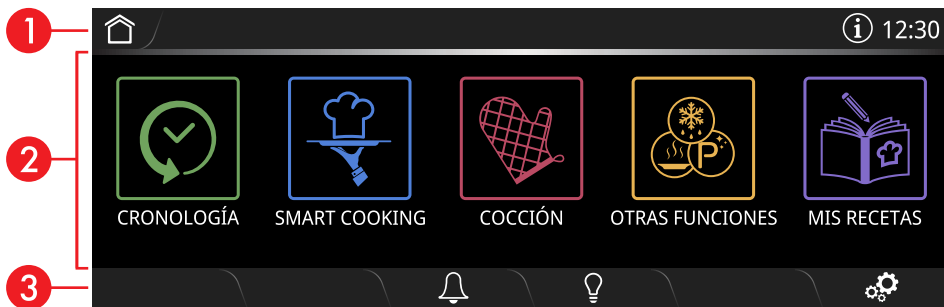 1
12:30
2
CRONOLOGÍA
SMART COOKING
COCCIÓN
OTRAS FUNCIONES
MIS RECETAS
P
3